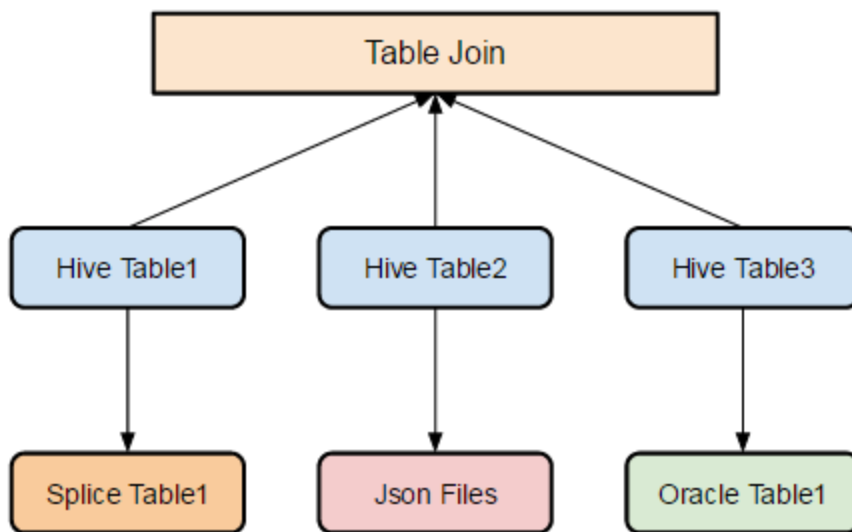 Table Join
Hive Table1
Hive Table2
Hive Table3
Splice Table1
Json Files
Oracle Table1